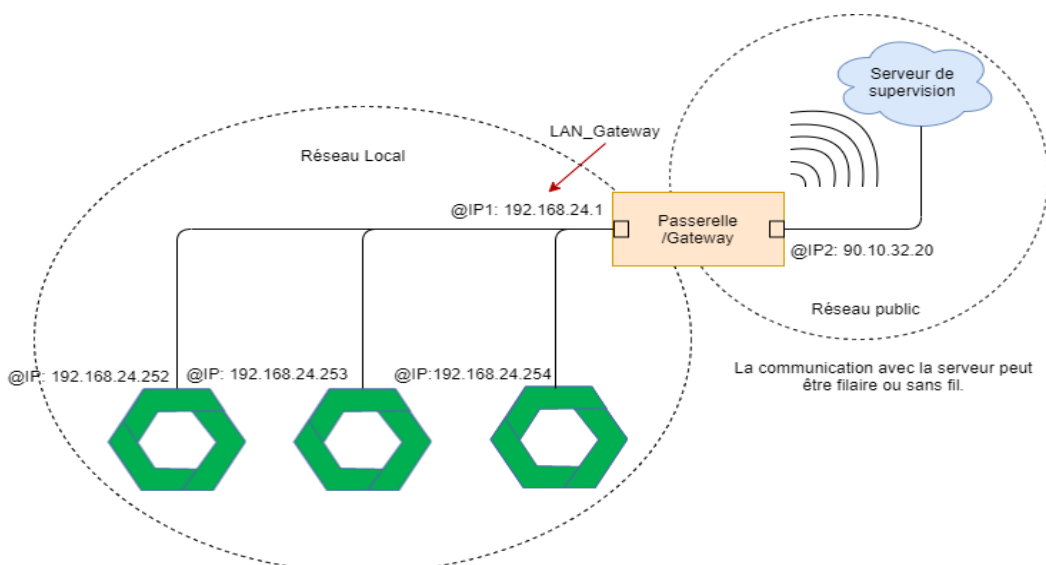 Serveur de
supervision
LAN_Gateway
Réseau Local
@IP1: 192.168.24.1
Passerelle
/Gateway
@IP2: 90.10.32.20
Réseau public
La communication avec la serveur peut
être filaire ou sans fil.
@IP: 192.168.24.252
@IP: 192.168.24.253
@IP:192.168.24.254